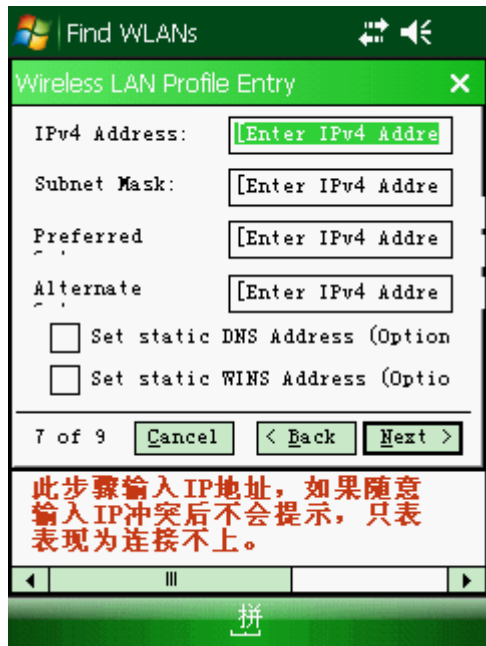 Find WLANs
Wireless LAN Profile Entry
IPv4 Address: [Enter IPv4 Addre
Subnet Mask: [Enter IPv4 Addre
Preferred [Enter IPv4 Addre
Alternate [Enter IPv4 Addre
Set static DNS Address (Option
Set static WINS Address (Optio
7 of 9 Cancel < Back Next >
此步骤输入IP地址，如果随意
输入IP冲突后不会提示，只表
表现为连接不上。
拼